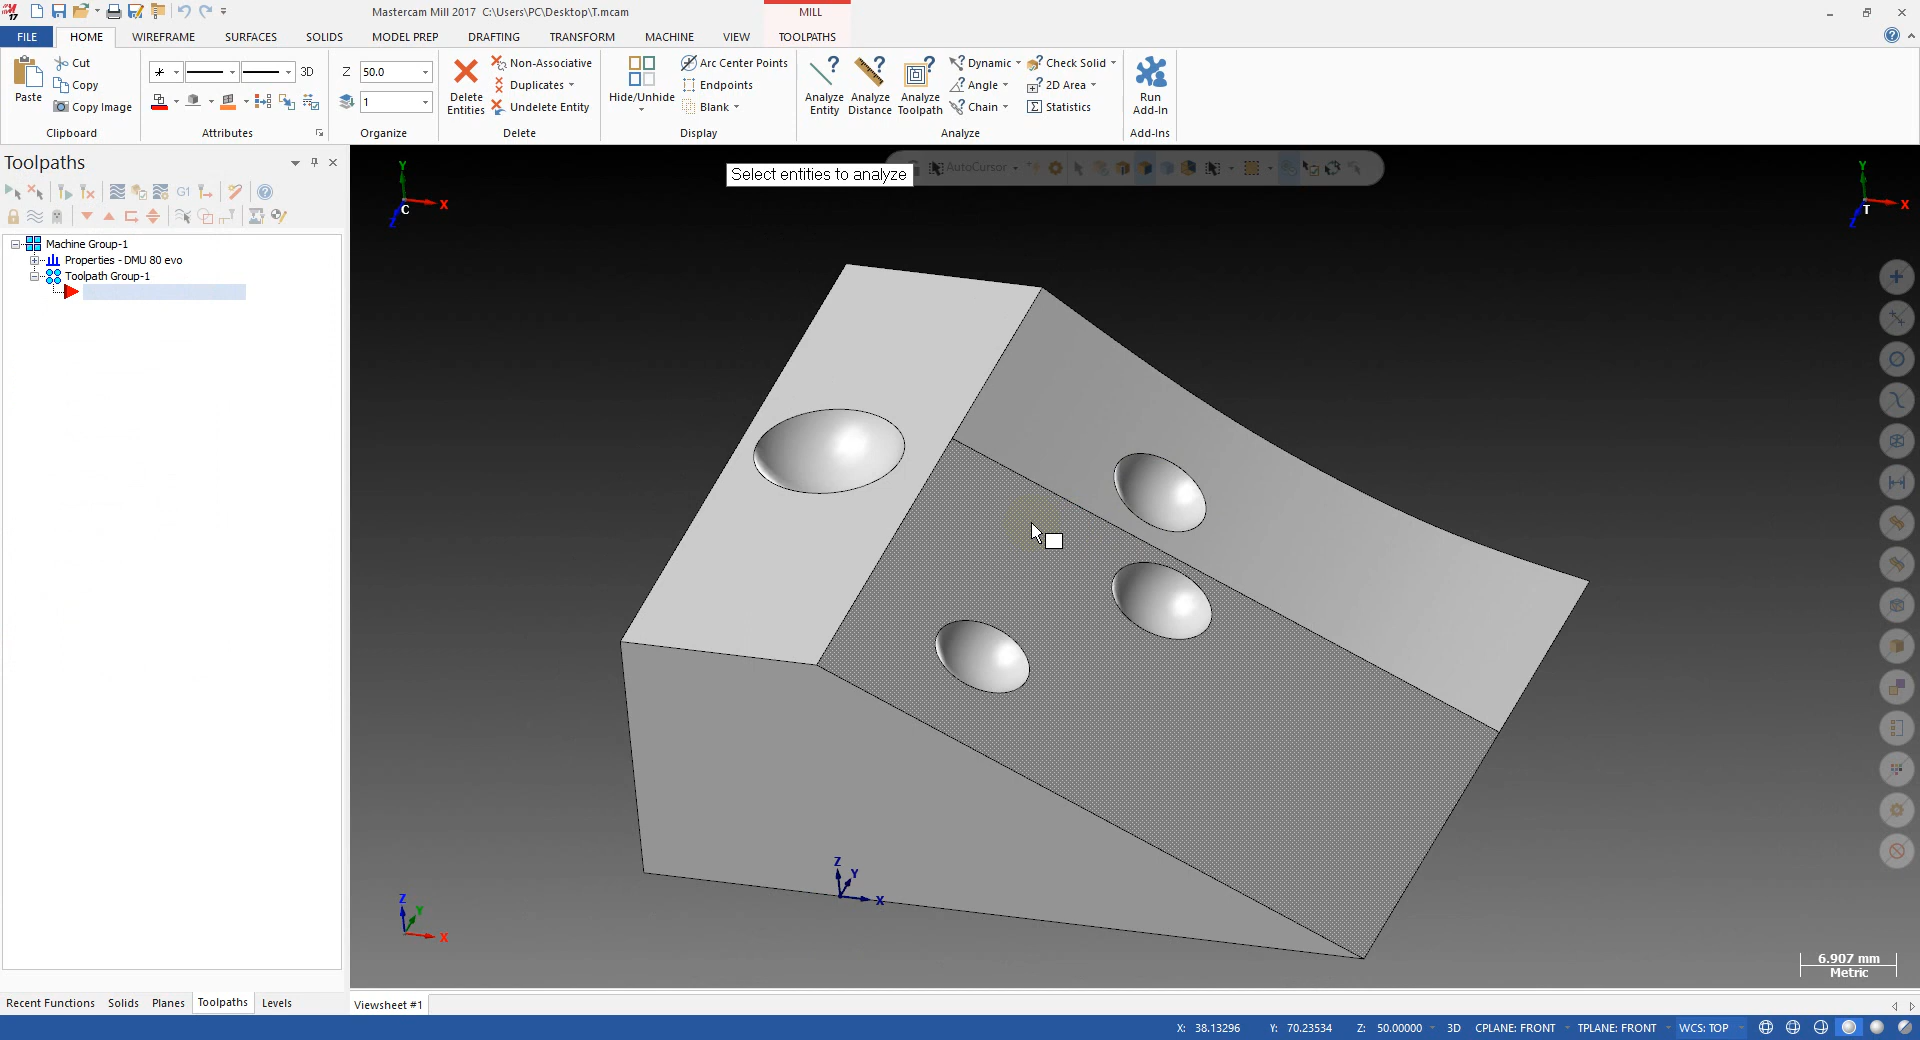 17
Mastercam Mill 2017  C:\Users\PC\Desktop\T.mcam
MILL
FILE
HOME
WIREFRAME
SURFACES
SOLIDS
MODEL PREP
DRAFTING
TRANSFORM
MACHINE
VIEW
TOOLPATHS
Paste
Cut
Copy
Copy Image
Clipboard
3D
Attributes
Z 50.0
1
Organize
Delete Entities
Non-Associative
Duplicates
Undelete Entity
Delete
Hide/Unhide
Arc Center Points
Endpoints
Blank
Display
Analyze Entity
Analyze Distance
Analyze Toolpath
Dynamic
Angle
Chain
Check Solid
2D Area
Statistics
Analyze
Run Add-In
Add-Ins
Toolpaths
G1
Machine Group-1
Properties - DMU 80 evo
Toolpath Group-1
Select entities to analyze
AutoCursor
Y
X
C
Z
Y
X
T
Z
Z
Y
X
Z
Y
X
6.907 mm
Metric
Recent Functions
Solids
Planes
Toolpaths
Levels
Viewsheet #1
X: 38.13296
Y: 70.23534
Z: 50.00000
3D
CPLANE: FRONT
TPLANE: FRONT
WCS: TOP